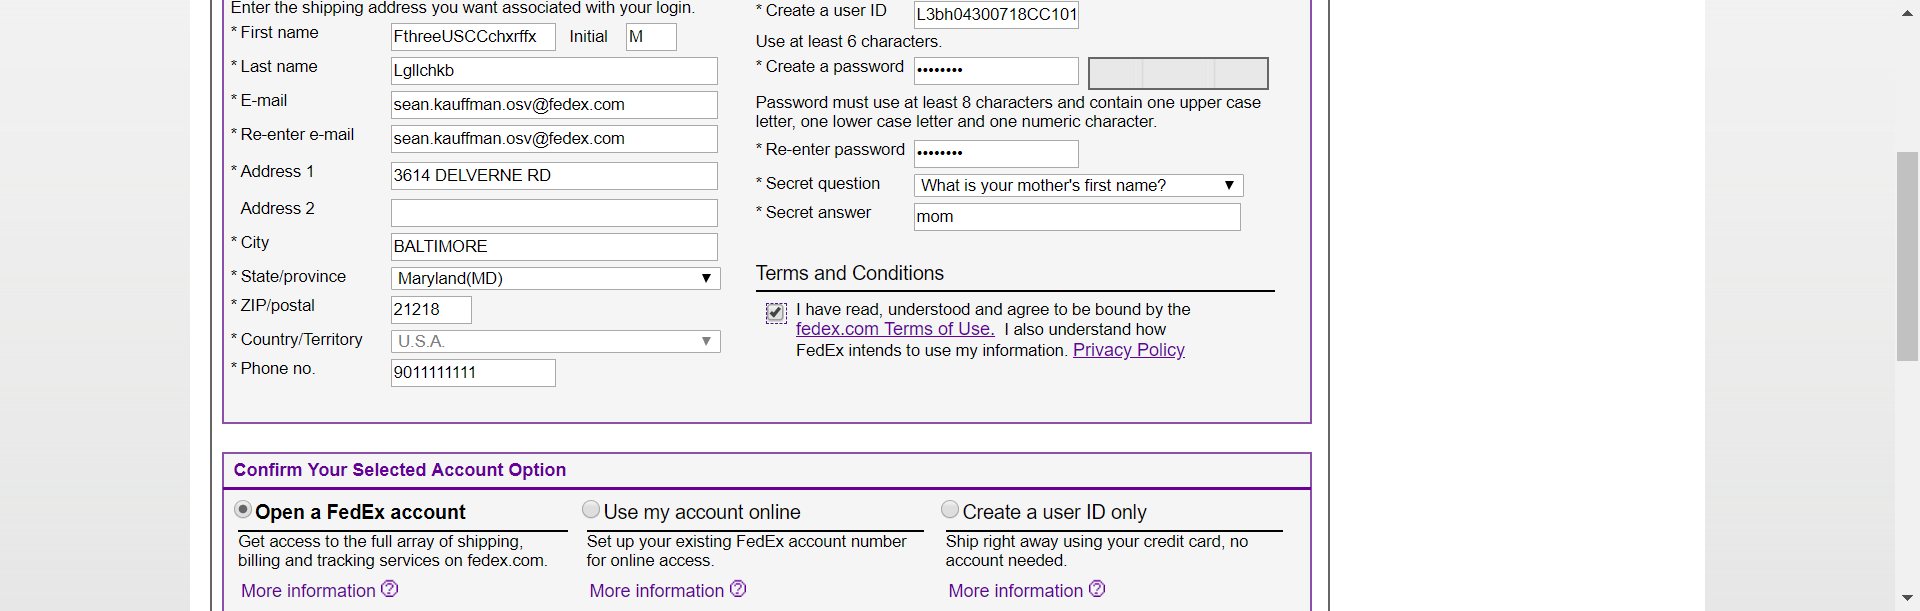 Enter the shipping address you want associated with your login.
* First name FthreeUSCCchxrffx Initial M
* Last name Lgllchkb
* E-mail sean.kauffman.osv@fedex.com
* Re-enter e-mail sean.kauffman.osv@fedex.com
* Address 1 3614 DELVERNE RD
Address 2
* City BALTIMORE
* State/province Maryland(MD)
* ZIP/postal 21218
* Country/Territory U.S.A.
* Phone no. 9011111111
* Create a user ID L3bh04300718CC101
Use at least 6 characters.
* Create a password ••••••••
Password must use at least 8 characters and contain one upper case
letter, one lower case letter and one numeric character.
* Re-enter password ••••••••
* Secret question What is your mother's first name?
* Secret answer mom
Terms and Conditions
I have read, understood and agree to be bound by the
fedex.com Terms of Use. I also understand how
FedEx intends to use my information. Privacy Policy
Confirm Your Selected Account Option
Open a FedEx account
Get access to the full array of shipping,
billing and tracking services on fedex.com.
More information ?
Use my account online
Set up your existing FedEx account number
for online access.
More information ?
Create a user ID only
Ship right away using your credit card, no
account needed.
More information ?